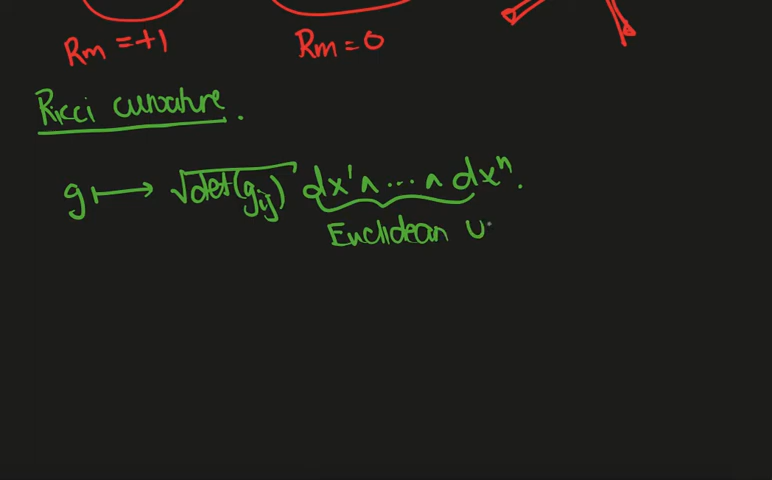 Rm = +1 Rm = 0
Ricci curvature.
g ⟼ √det(gᵢⱼ) dx¹ ∧ ... ∧ dxⁿ.
Euclidean v